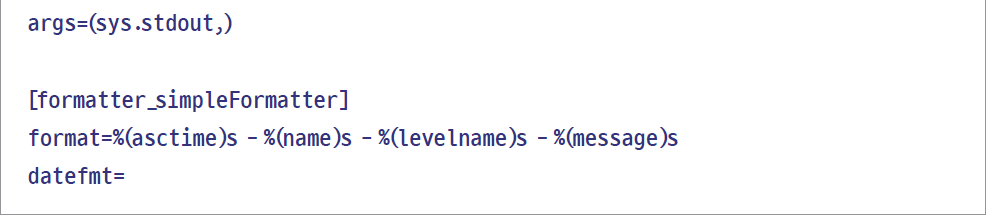 args=(sys.stdout,)
[formatter_simpleFormatter]
format=%(asctime)s - %(name)s - %(levelname)s - %(message)s
datefmt=